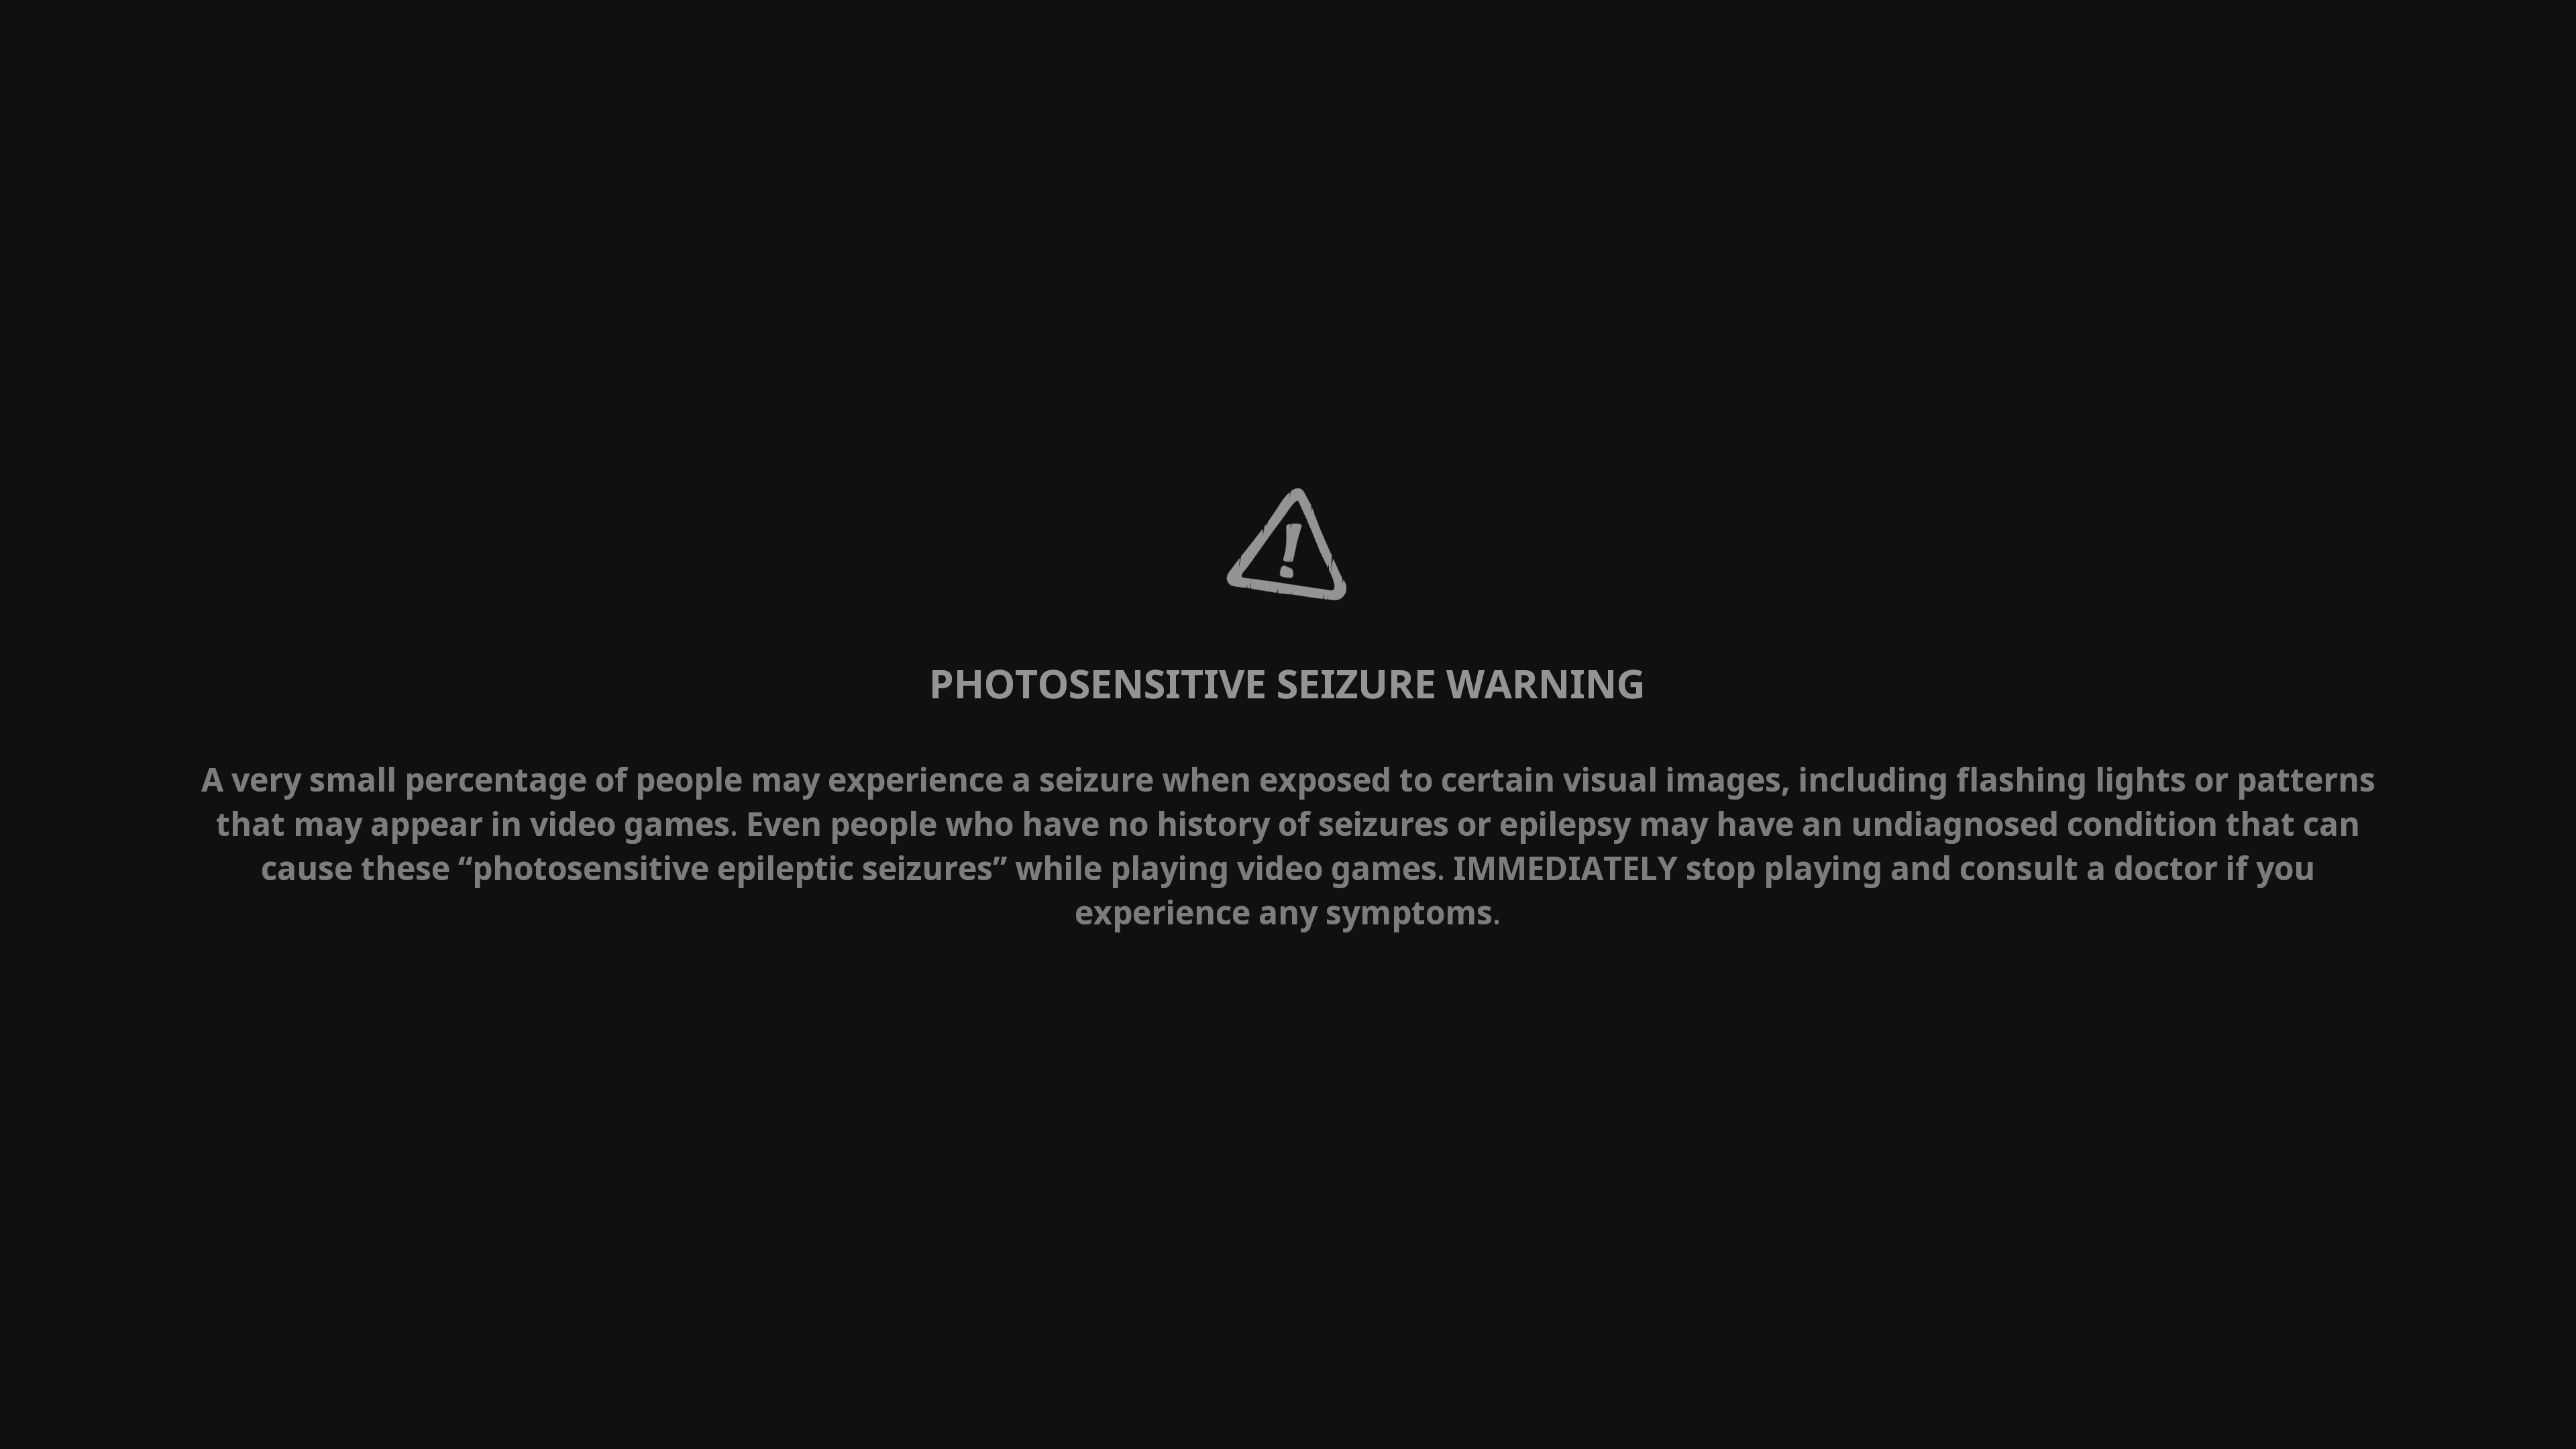 PHOTOSENSITIVE SEIZURE WARNING
A very small percentage of people may experience a seizure when exposed to certain visual images, including flashing lights or patterns
that may appear in video games. Even people who have no history of seizures or epilepsy may have an undiagnosed condition that can
cause these “photosensitive epileptic seizures” while playing video games. IMMEDIATELY stop playing and consult a doctor if you
experience any symptoms.